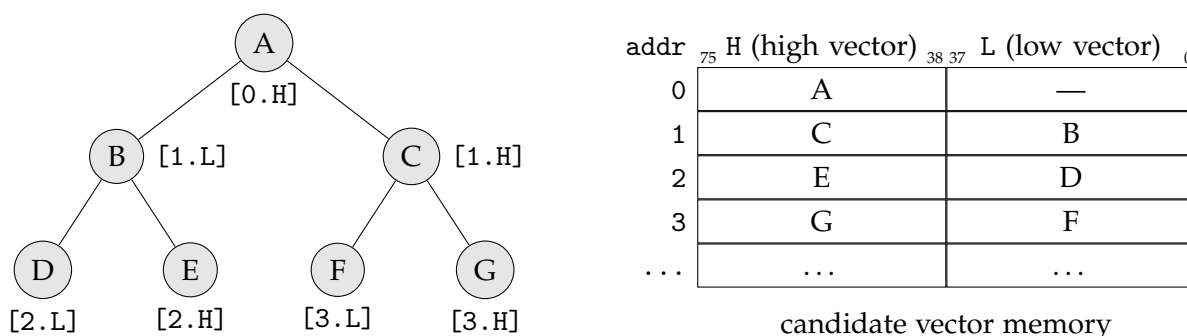 A
[0.H]
B [1.L] C [1.H]
D E F G
[2.L] [2.H] [3.L] [3.H]
addr 75 H (high vector) 38 37 L (low vector) 0
0 A —
1 C B
2 E D
3 G F
... ... ...
candidate vector memory